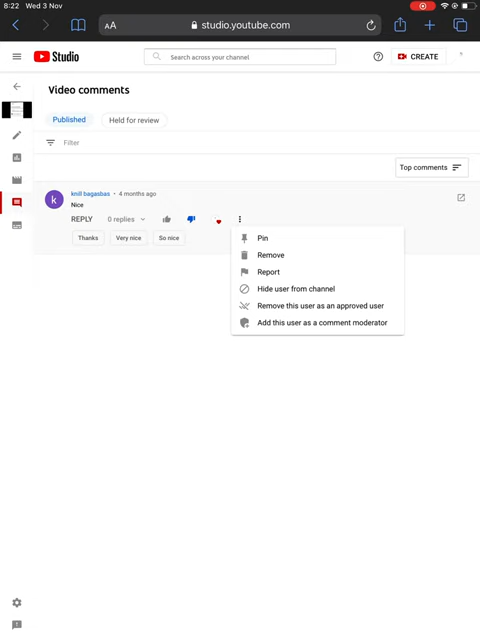 8:22 Wed 3 Nov
AA
studio.youtube.com
Studio
Search across your channel
CREATE
Video comments
Published
Held for review
Filter
Top comments
k
knill bagasbas • 4 months ago
Nice
REPLY 0 replies
Thanks
Very nice
So nice
Pin
Remove
Report
Hide user from channel
Remove this user as an approved user
Add this user as a comment moderator